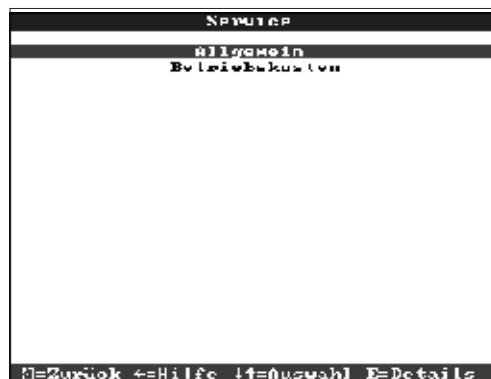 Service
Allgemein
Betriebskosten
M=Zurück ←=Hilfe ↓↑=Auswahl E=Details